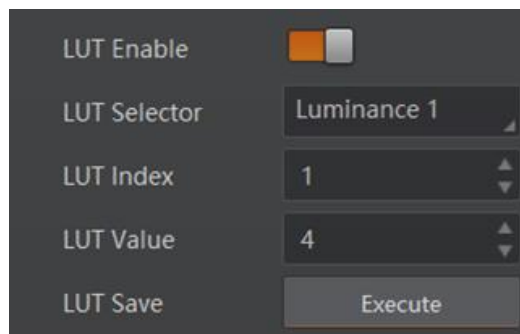 LUT Enable
LUT Selector Luminance 1
LUT Index 1
LUT Value 4
LUT Save Execute